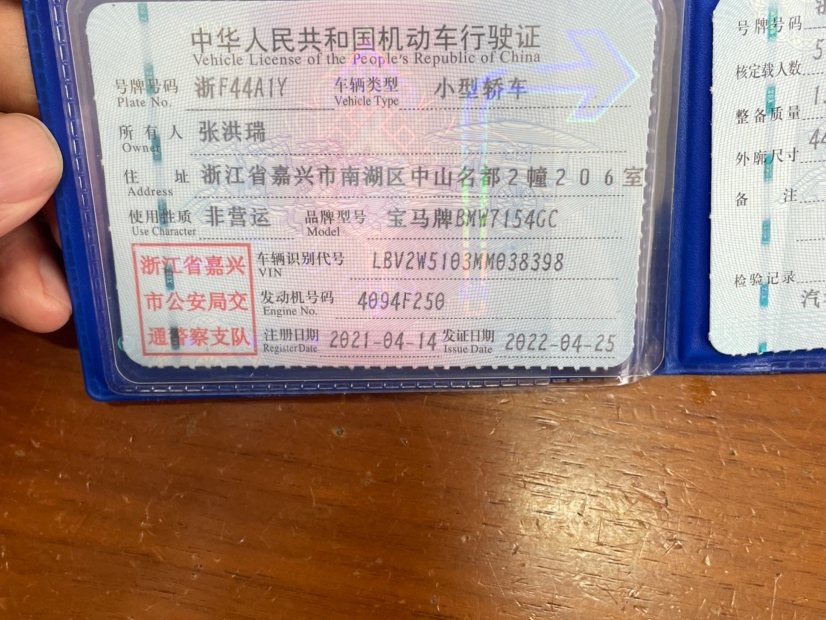 中华人民共和国机动车行驶证
Vehicle License of the People's Republic of China
号牌号码 浙F44A1Y 车辆类型 小型轿车
Plate No. Vehicle Type
所有人 张洪瑞
Owner
住址 浙江省嘉兴市南湖区中山名都2幢206室
Address
使用性质 非营运 品牌型号 宝马牌BMW7154GC
Use Character Model
浙江省嘉兴
市公安局交
通警察支队
车辆识别代号 LBV2W5103MM038398
VIN
发动机号码 4094F250
Engine No.
注册日期 2021-04-14 发证日期 2022-04-25
Register Date Issue Date
号牌号码
核定载人数 5
整备质量
外廓尺寸 44
备注
检验记录